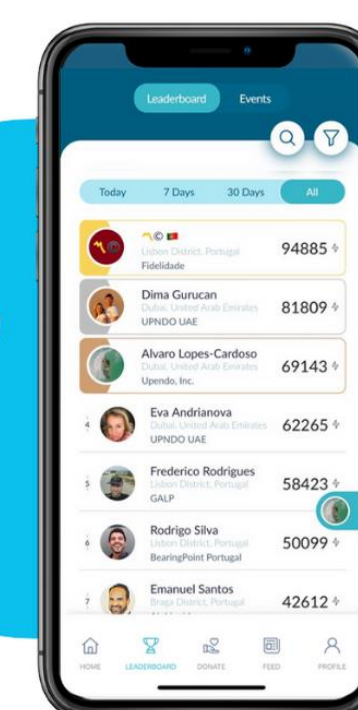 Leaderboard Events
Today 7 Days 30 Days All
©
Lisbon District, Portugal
Fidelidade
94885
Dima Gurucan
Dubai, United Arab Emirates
UPNDO UAE
81809
Alvaro Lopes-Cardoso
Dubai, United Arab Emirates
Upendo, Inc.
69143
4
Eva Andrianova
Dubai, United Arab Emirates
UPNDO UAE
62265
5
Frederico Rodrigues
Lisbon District, Portugal
GALP
58423
6
Rodrigo Silva
Lisbon District, Portugal
BearingPoint Portugal
50099
7
Emanuel Santos
Braga District, Portugal
42612
HOME LEADERBOARD DONATE FEED PROFILE